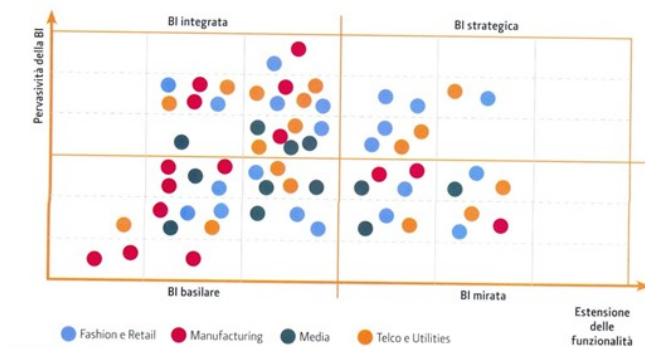 BI integrata
BI strategica
Pervasività della BI
BI basilare
BI mirata
Estensione
delle
funzionalità
Fashion e Retail
Manufacturing
Media
Telco e Utilities